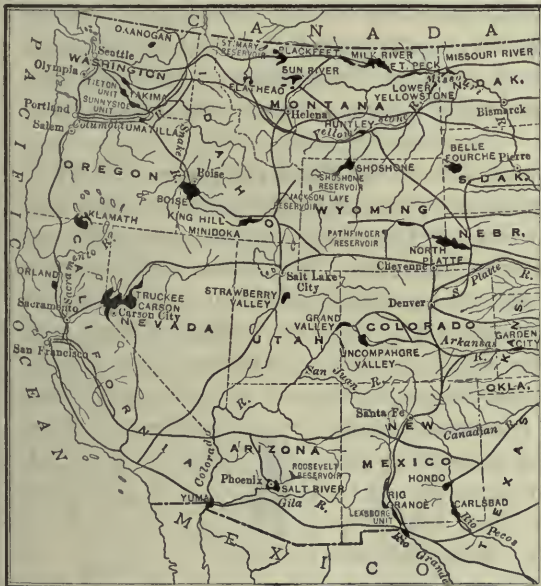 C A N A D A
OKANOGAN
Seattle
Olympia
WASHINGTON
TIETON
UNIT
YAKIMA
SUNNYSIDE
UNIT
Portland
Columbia
R.
UMATILLA
Salem
ST. MARY
RESERVOIR
BLACKFEET
MILK RIVER
FT. PECK
MISSOURI RIVER
SUN RIVER
FLATHEAD
MONTANA
Helena
LOWER
YELLOWSTONE
N. DAK.
Bismarck
HUNTLEY
Yellowstone
R.
PACIFIC OCEAN
OREGON
Snake R.
IDAHO
Boise
BOISE
KING HILL
MINIDOKA
JACKSON LAKE
RESERVOIR
SHOSHONE
SHOSHONE
RESERVOIR
WYOMING
BELLE
FOURCHE
Pierre
S. DAK.
PATHFINDER
RESERVOIR
NORTH
PLATTE
NEBR.
Cheyenne
KLAMATH
ORLAND
Sacramento
CALIFORNIA
TRUCKEE
CARSON
Carson City
NEVADA
San Francisco
Salt Lake
City
STRAWBERRY
VALLEY
UTAH
GRAND
VALLEY
COLORADO
UNCOMPAHGRE
VALLEY
Denver
S. Platte R.
Arkansas
R.
GARDEN
CITY
KANS.
San Juan R.
OKLA.
Santa Fe
NEW
MEXICO
Canadian R.
TEXAS
Colorado
R.
ARIZONA
ROOSEVELT
RESERVOIR
Phoenix
SALT RIVER
YUMA
Gila R.
HONDO
CARLSBAD
RIO
GRANDE
LEASBURG
UNIT
Rio Pecos
Rio Grande
MEXICO